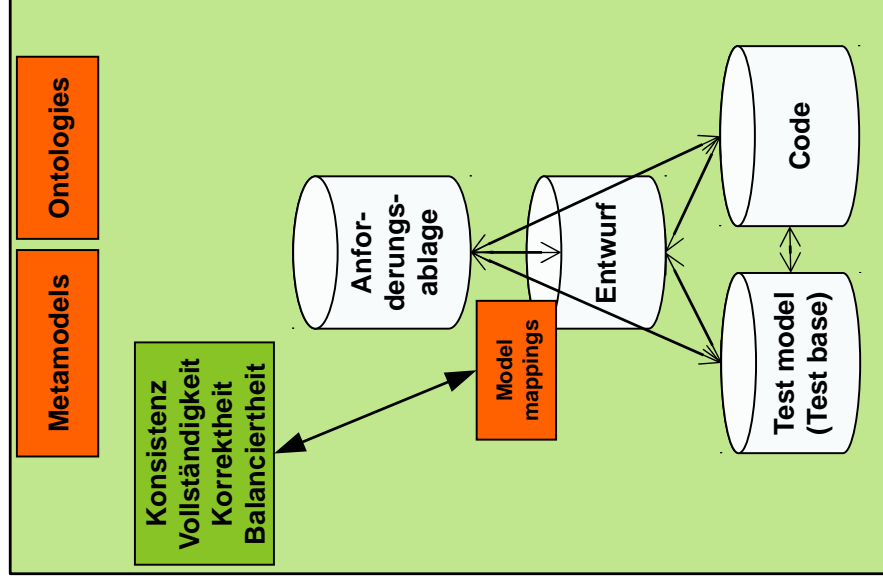 Metamodels
Ontologies
Konsistenz
Vollständigkeit
Korrektheit
Balanciertheit
Anfor-
derungs-
ablage
Model
mappings
Entwurf
Test model
(Test base)
Code